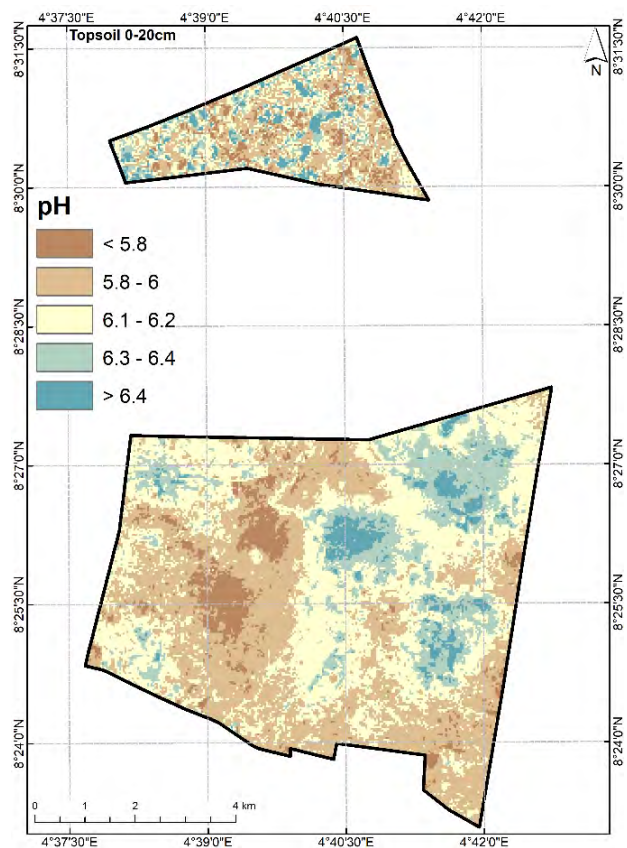 4°37'30"E 4°39'0"E 4°40'30"E 4°42'0"E
Topsoil 0-20cm
8°31'30"N 8°31'30"N
N
8°30'0"N 8°30'0"N
pH
< 5.8
5.8 - 6
6.1 - 6.2
6.3 - 6.4
> 6.4
8°28'30"N 8°28'30"N
8°27'0"N 8°27'0"N
8°25'30"N 8°25'30"N
8°24'0"N 8°24'0"N
0 1 2 4 km
4°37'30"E 4°39'0"E 4°40'30"E 4°42'0"E